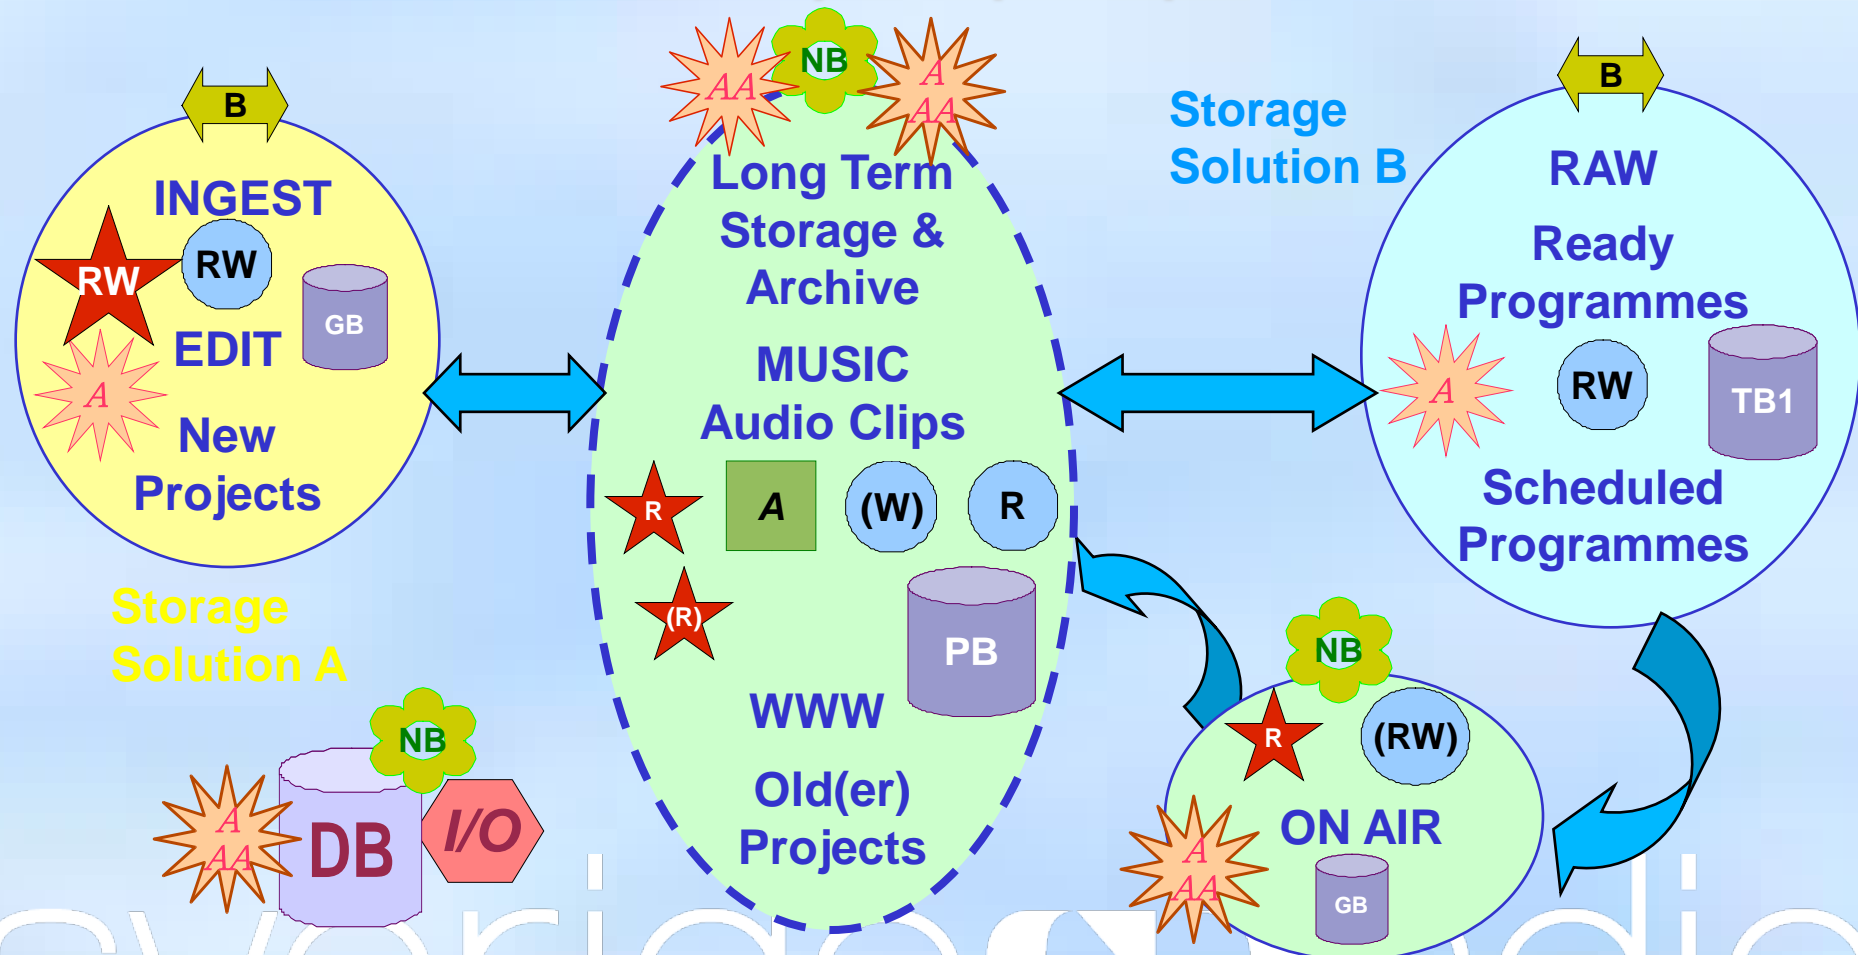 B
INGEST
RW
RW
GB
EDIT
A
New
Projects
Storage
Solution A
NB
A
AA
DB
I/O
AA
NB
A
AA
Long Term
Storage &
Archive
MUSIC
Audio Clips
R
A
(W)
R
(R)
PB
WWW
Old(er)
Projects
Storage
Solution B
B
RAW
Ready
Programmes
A
RW
TB1
Scheduled
Programmes
NB
R
(RW)
ON AIR
A
AA
GB